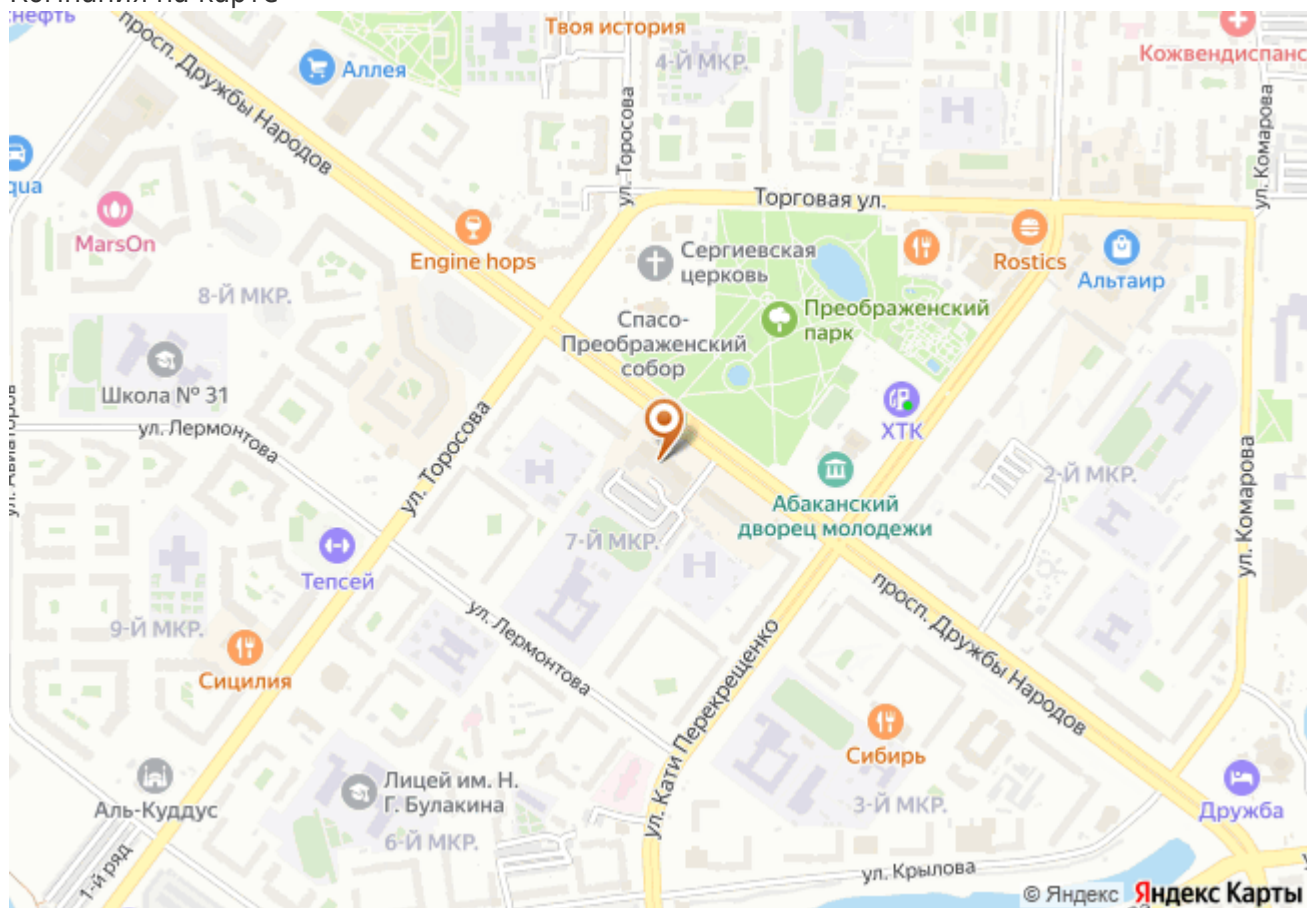 Компания на карте
нефть
просп. Дружбы Народов
Аллея
Твоя история
4-Й МКР.
Кожвендиспанс
ул. Торосова
ул. Комарова
qua
MarsOn
Engine hops
Торговая ул.
Сергиевская
церковь
Rostics
Альтаир
8-Й МКР.
Преображенский
парк
Спасо-
Преображенский
собор
Школа № 31
ул. Лермонтова
ул. Авиаторов
ул. Торосова
ХТК
2-Й МКР.
Абаканский
дворец молодежи
7-Й МКР.
ул. Комарова
Тепсей
просп. Дружбы Народов
9-Й МКР.
ул. Лермонтова
Сицилия
ул. Кати Перекрещенко
Сибирь
Лицей им. Н.
Г. Булакина
Аль-Куддус
3-Й МКР.
Дружба
6-Й МКР.
1-й ряд
ул. Крылова
© Яндекс Яндекс Карты